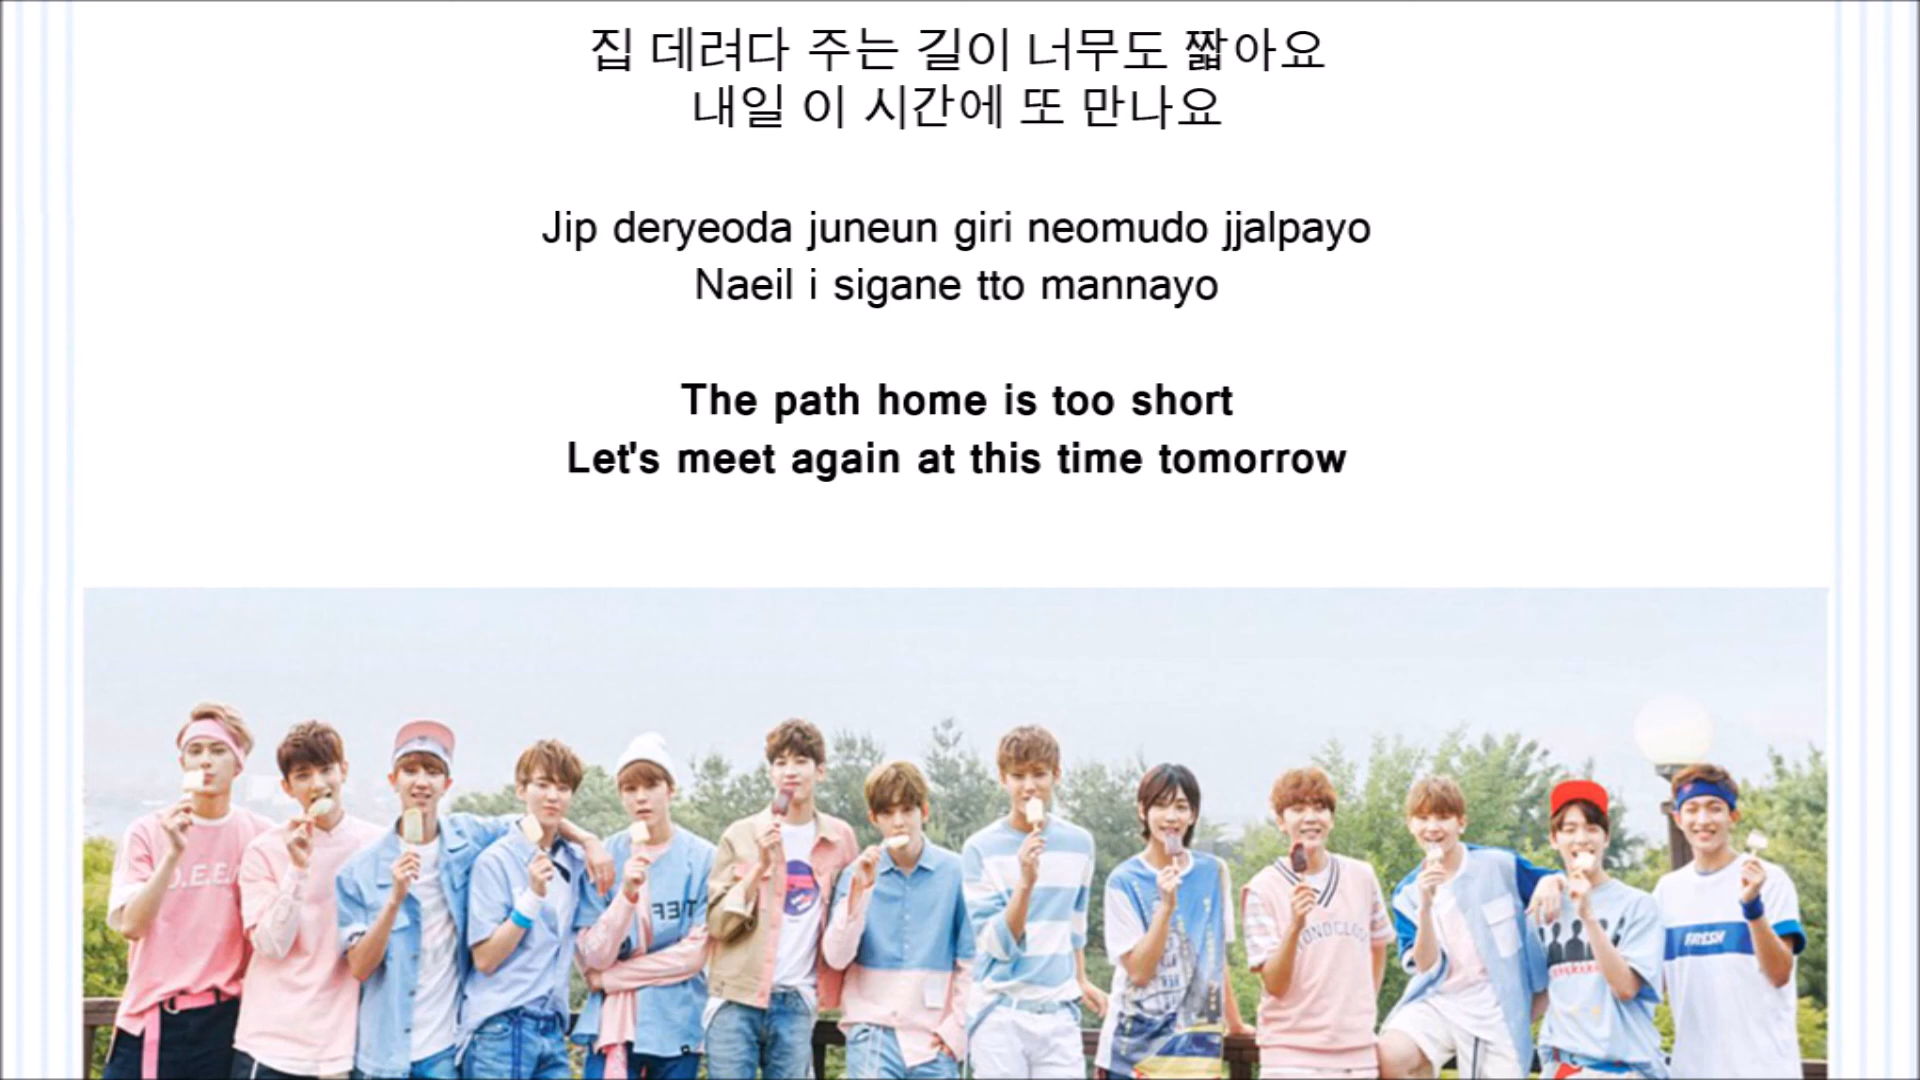 집 데려다 주는 길이 너무도 짧아요
내일 이 시간에 또 만나요
Jip deryeoda juneun giri neomudo jjalpayo
Naeil i sigane tto mannayo
The path home is too short
Let's meet again at this time tomorrow
FRESH